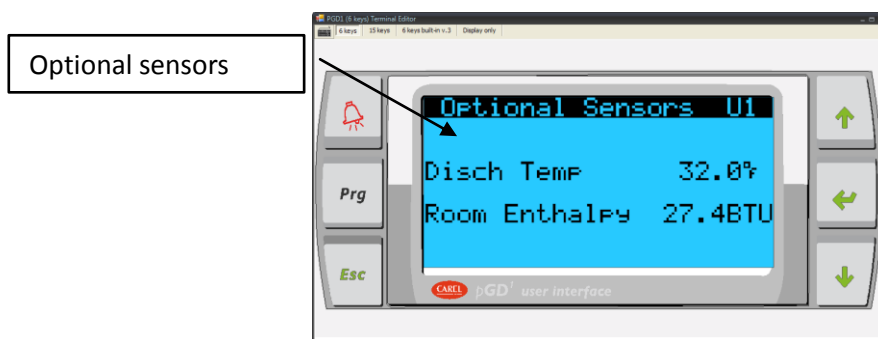 PGD1 (6 keys) Terminal Editor
6 keys 15 keys 6 keys built-in v.3 Display only
Optional sensors
Optional Sensors U1
Disch Temp 32.0°F
Prg
Room Enthalpy 27.4BTU
Esc
CAREL pGD¹ user interface